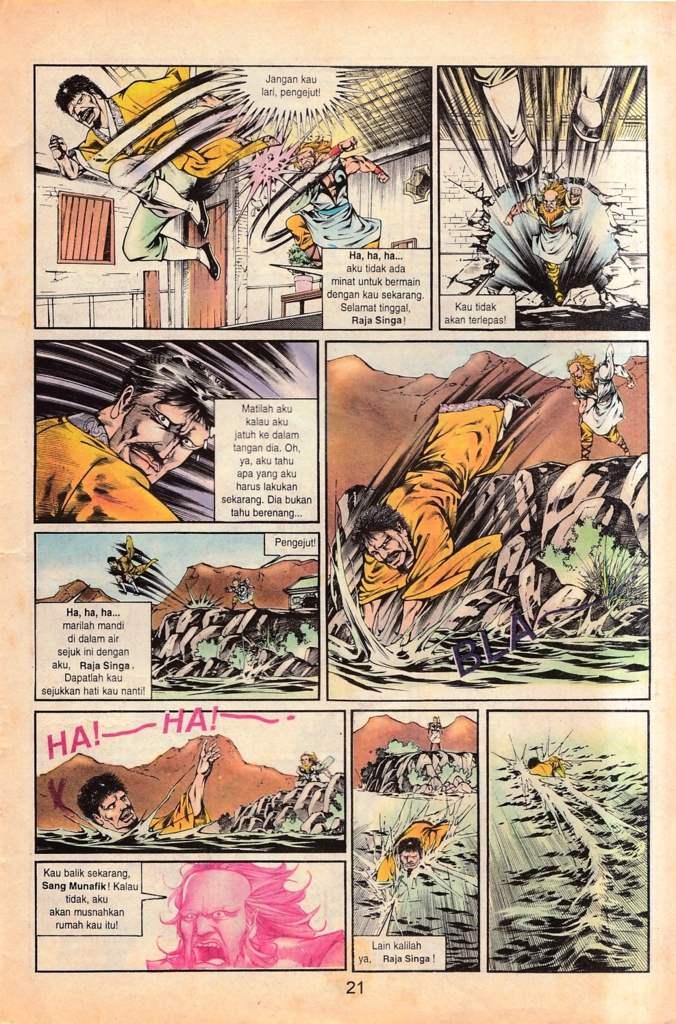 Jangan kau
lari, pengejut!
Ha, ha, ha...
aku tidak ada
minat untuk bermain
dengan kau sekarang.
Selamat tinggal,
Raja Singa!
Kau tidak
akan terlepas!
Matilah aku
kalau aku
jatuh ke dalam
tangan dia. Oh,
ya, aku tahu
apa yang aku
harus lakukan
sekarang. Dia bukan
tahu berenang...
Pengejut!
Ha, ha, ha...
marilah mandi
di dalam air
sejuk ini dengan
aku, Raja Singa.
Dapatlah kau
sejukkan hati kau nanti!
BLA
HA! HA!
Kau balik sekarang,
Sang Munafik! Kalau
tidak, aku
akan musnahkan
rumah kau itu!
Lain kalilah
ya, Raja Singa!
21